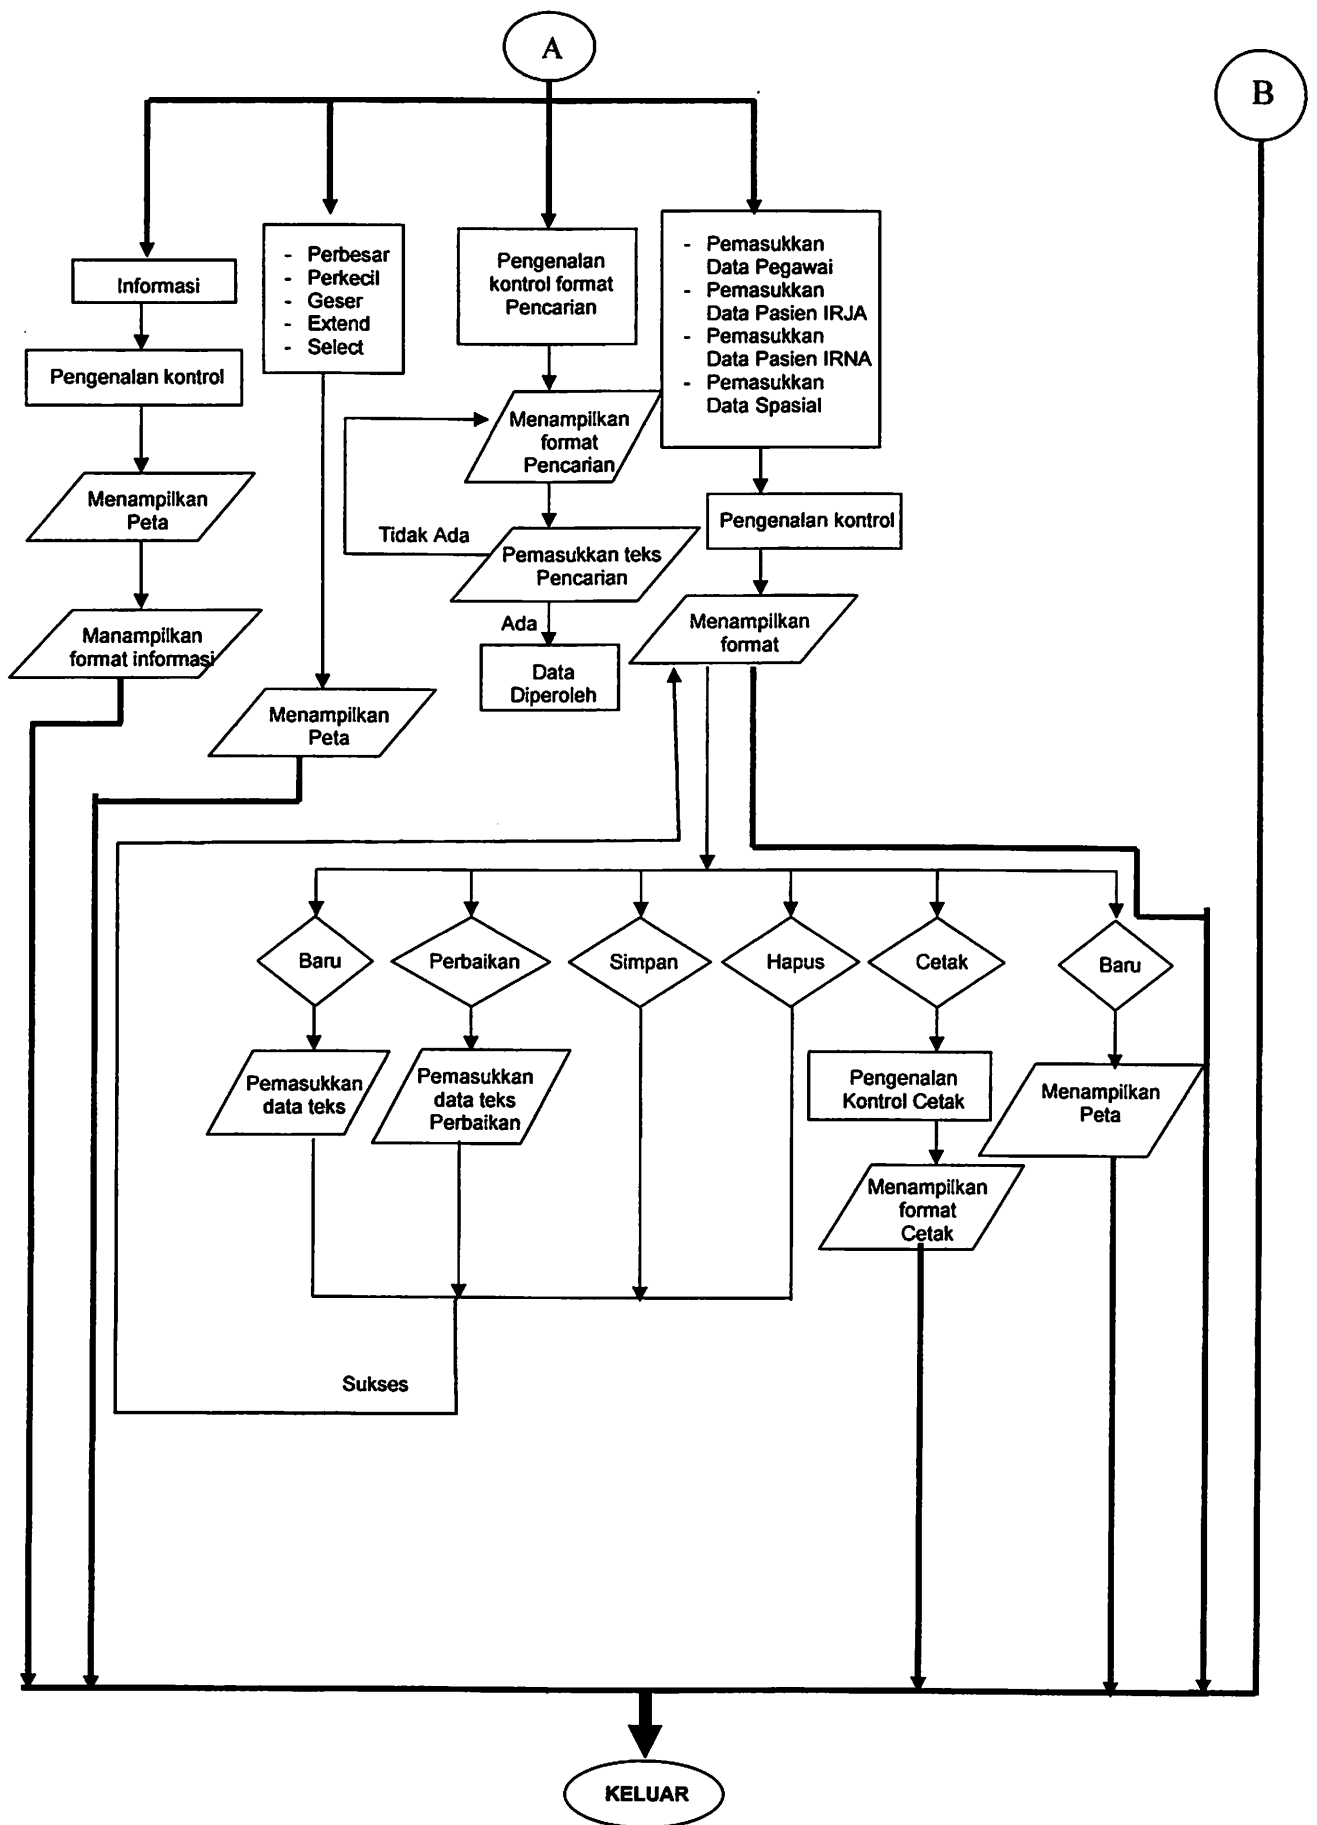 A
B
Informasi
Pengenalan kontrol
Menampilkan
Peta
Manampilkan
format informasi
- Perbesar
- Perkecil
- Geser
- Extend
- Select
Menampilkan
Peta
Pengenalan
kontrol format
Pencarian
Menampilkan
format
Pencarian
Tidak Ada
Pemasukkan teks
Pencarian
Ada
Data
Diperoleh
- Pemasukkan
Data Pegawai
- Pemasukkan
Data Pasien IRJA
- Pemasukkan
Data Pasien IRNA
- Pemasukkan
Data Spasial
Pengenalan kontrol
Menampilkan
format
Baru
Perbaikan
Simpan
Hapus
Cetak
Baru
Pemasukkan
data teks
Pemasukkan
data teks
Perbaikan
Pengenalan
Kontrol Cetak
Menampilkan
Peta
Menampilkan
format
Cetak
Sukses
KELUAR